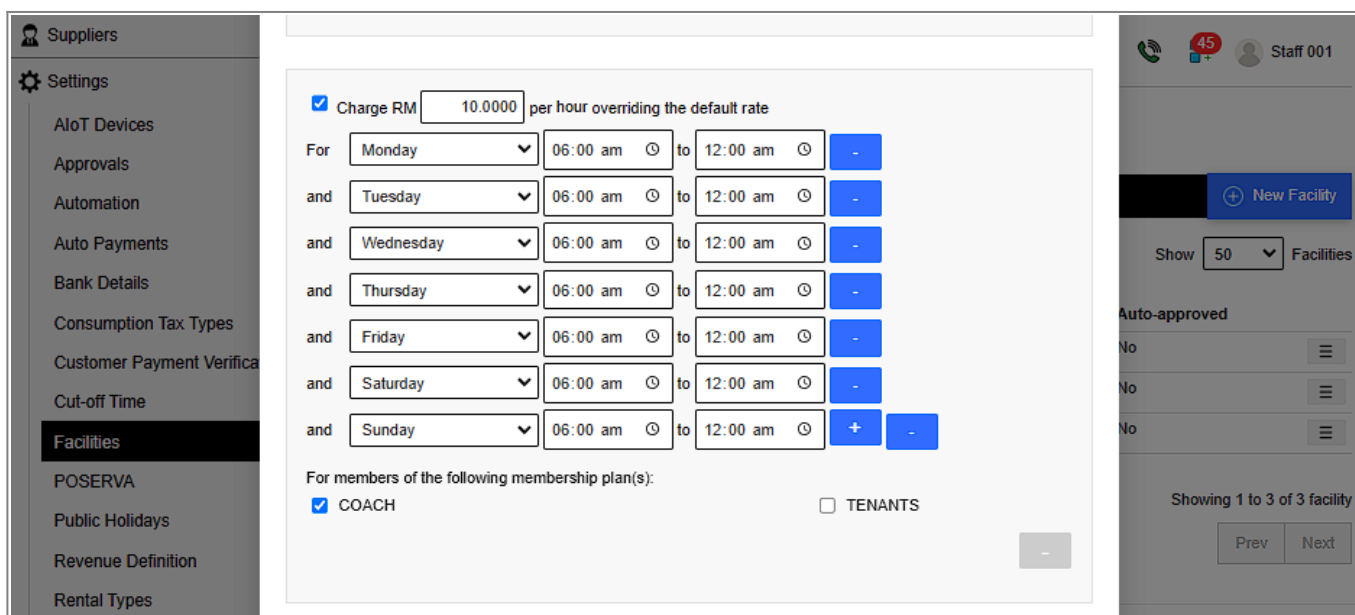 Suppliers
Settings
AIoT Devices
Approvals
Automation
Auto Payments
Bank Details
Consumption Tax Types
Customer Payment Verifica
Cut-off Time
Facilities
POSERVA
Public Holidays
Revenue Definition
Rental Types
Charge RM 10.0000 per hour overriding the default rate
For Monday 06:00 am to 12:00 am -
and Tuesday 06:00 am to 12:00 am -
and Wednesday 06:00 am to 12:00 am -
and Thursday 06:00 am to 12:00 am -
and Friday 06:00 am to 12:00 am -
and Saturday 06:00 am to 12:00 am -
and Sunday 06:00 am to 12:00 am + -
For members of the following membership plan(s):
COACH TENANTS
-
45 Staff 001
New Facility
Show 50 Facilities
Auto-approved
No
No
No
Showing 1 to 3 of 3 facility
Prev Next